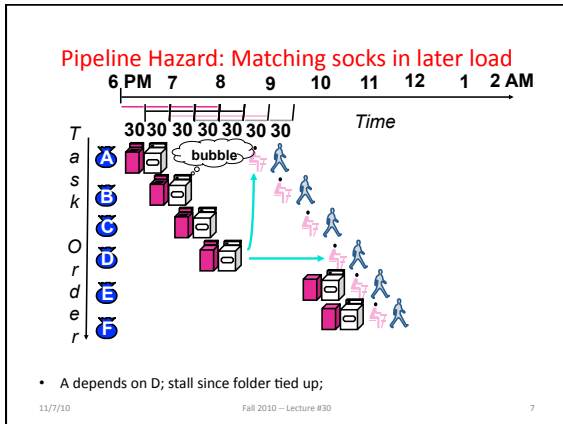 Pipeline Hazard: Matching socks in later load
6 PM 7 8 9 10 11 12 1 2 AM
30 30 30 30 30 30 30
Time
Task Order
bubble
A
B
C
D
E
F
• A depends on D; stall since folder tied up;
11/7/10 Fall 2010 -- Lecture #30 7